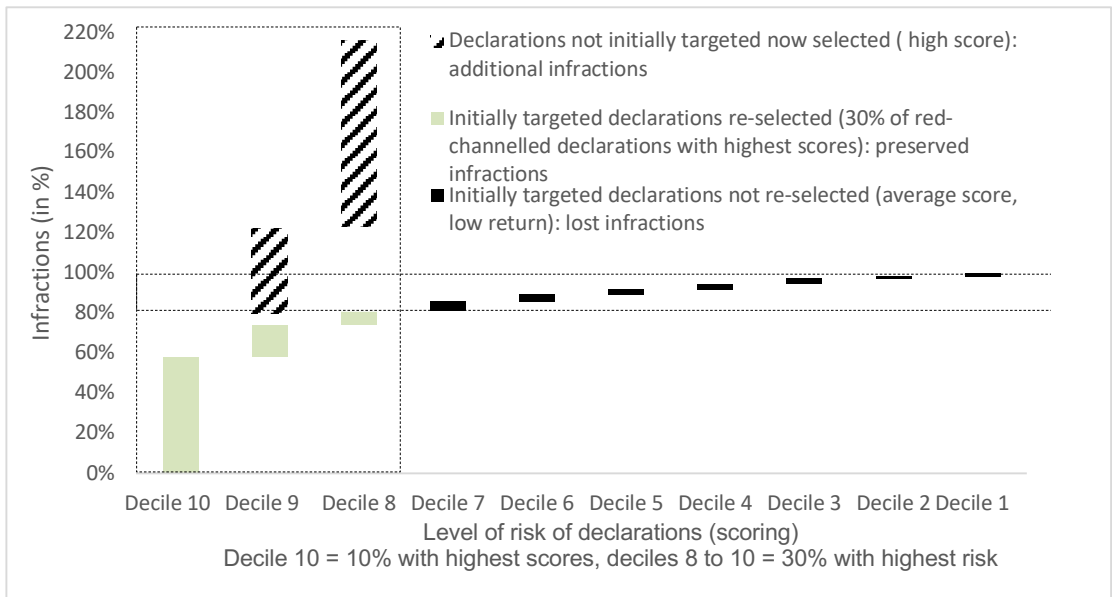 220%
200%
180%
160%
140%
120%
100%
80%
60%
40%
20%
0%
Infractions (in %)
Declarations not initially targeted now selected ( high score):
additional infractions
Initially targeted declarations re-selected (30% of red-
channelled declarations with highest scores): preserved
infractions
Initially targeted declarations not re-selected (average score,
low return): lost infractions
Decile 10 Decile 9 Decile 8 Decile 7 Decile 6 Decile 5 Decile 4 Decile 3 Decile 2 Decile 1
Level of risk of declarations (scoring)
Decile 10 = 10% with highest scores, deciles 8 to 10 = 30% with highest risk